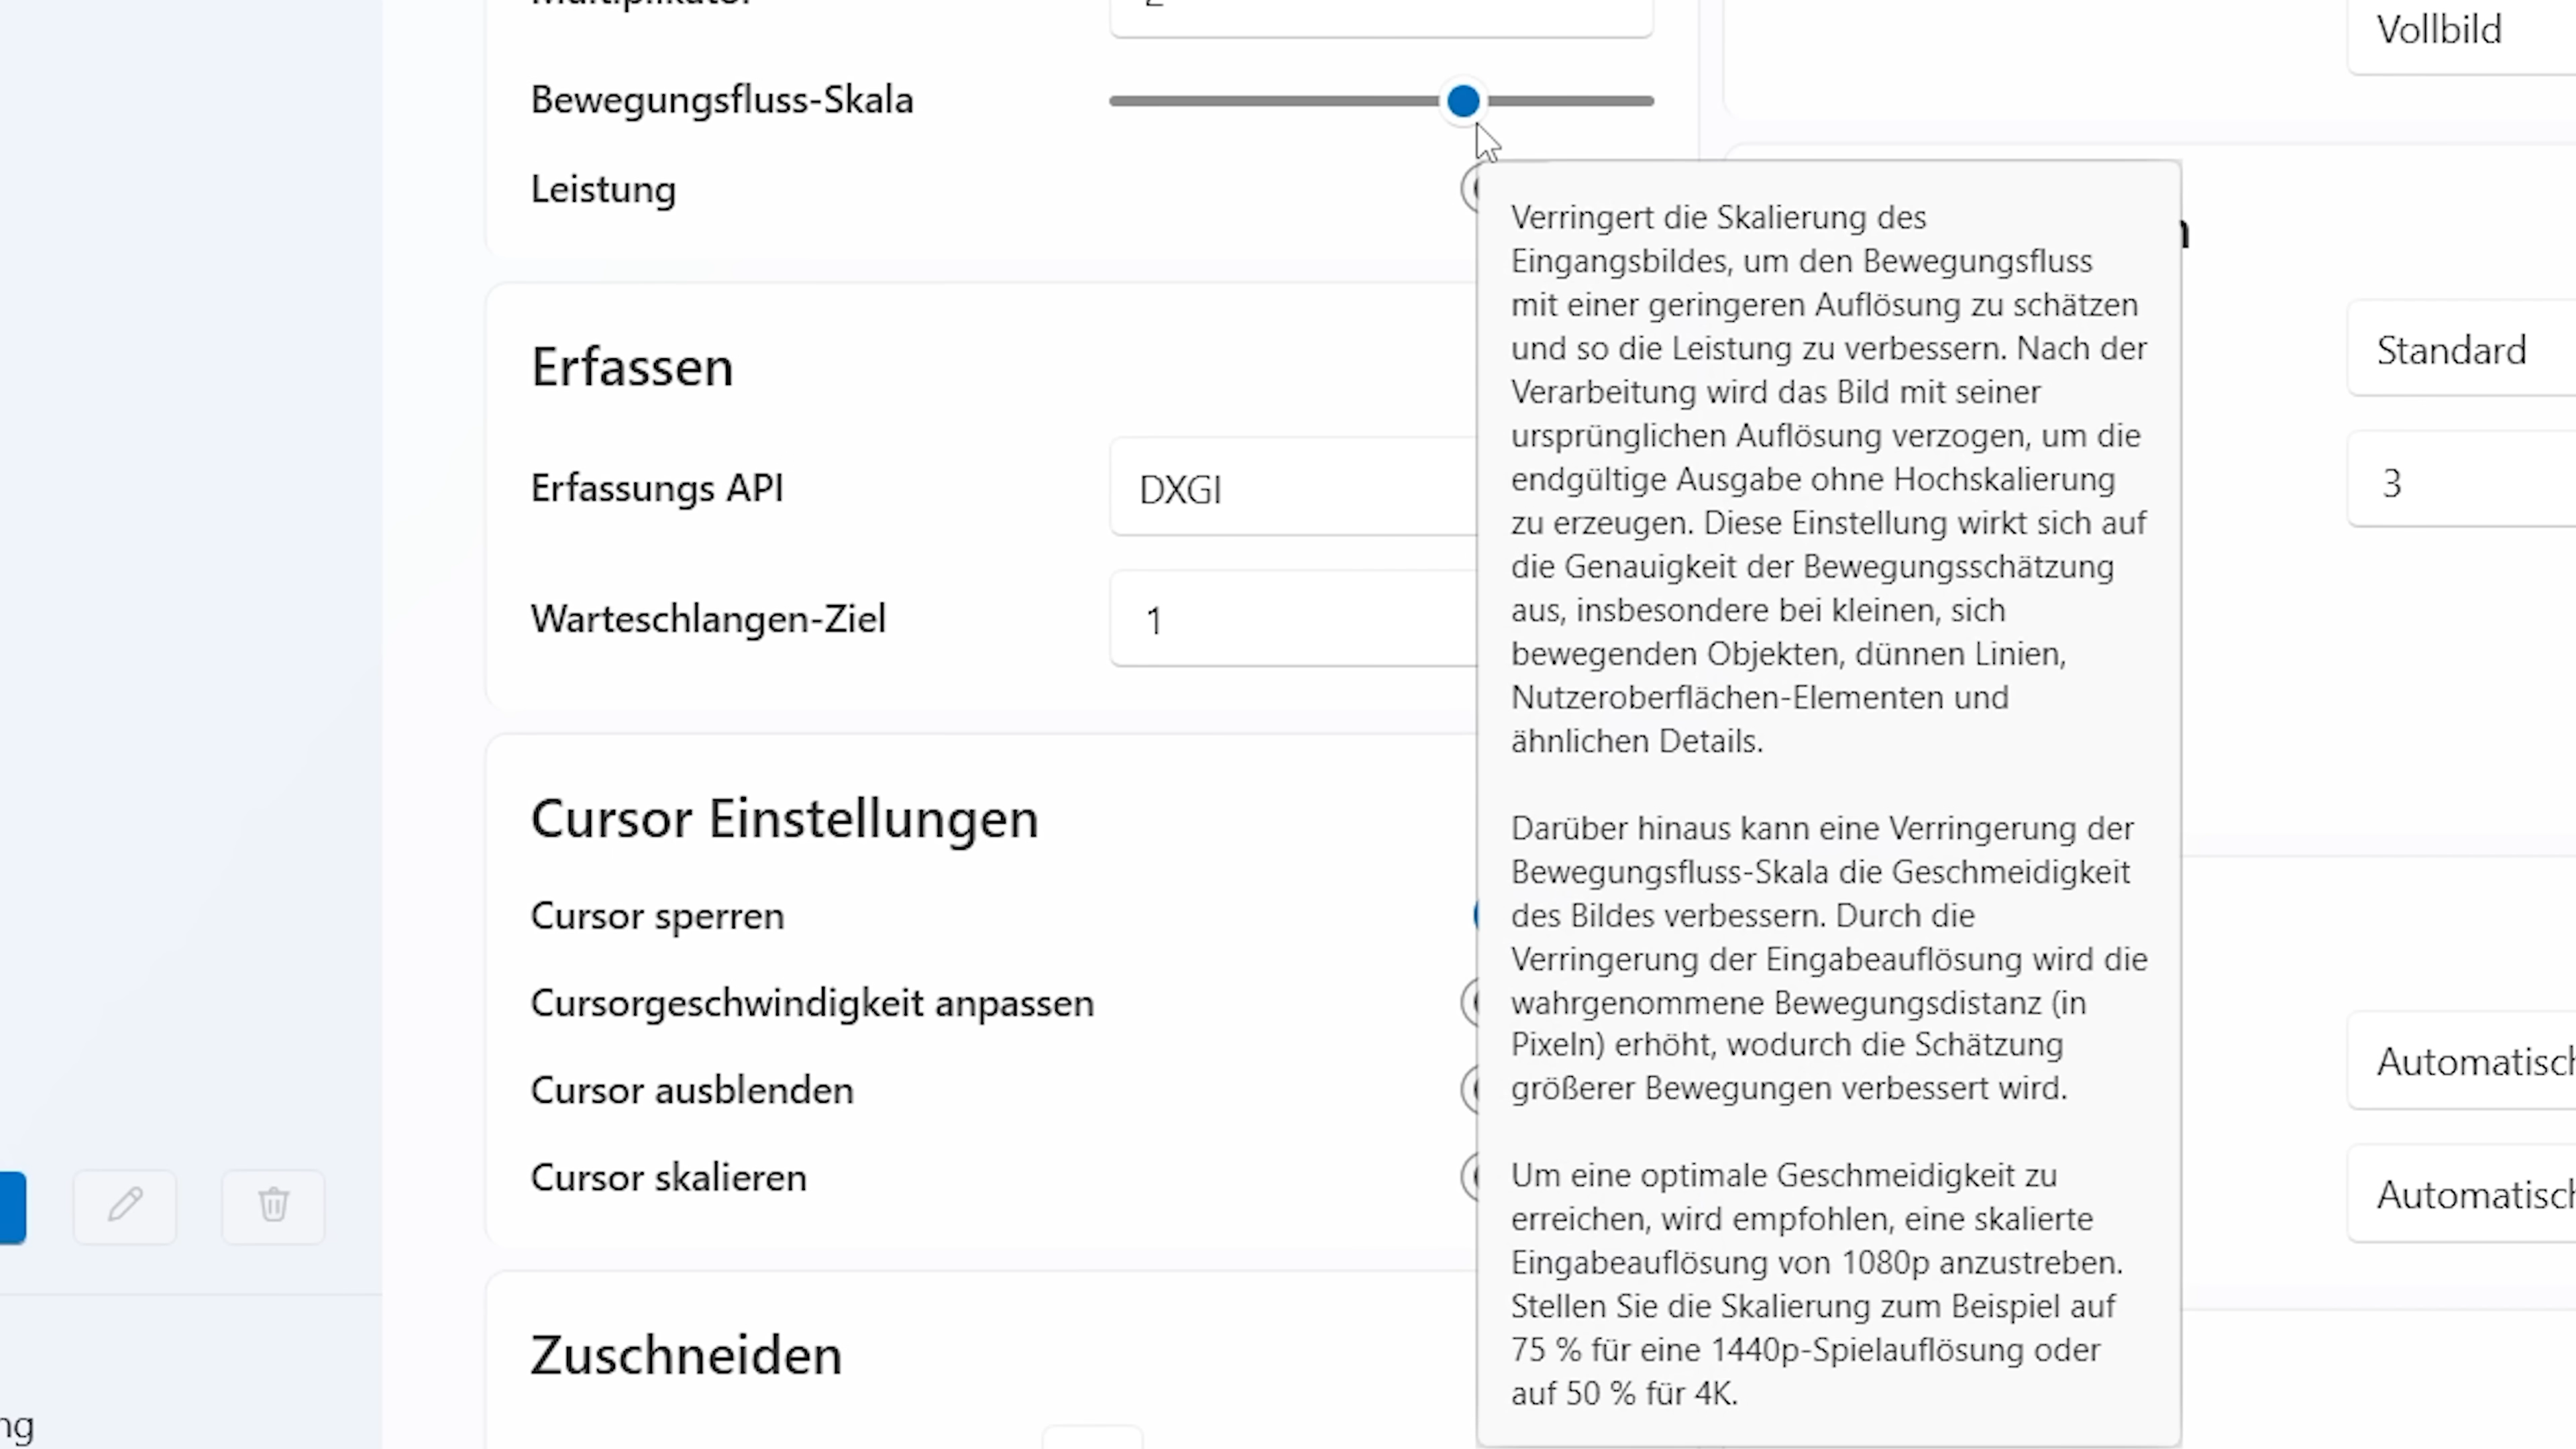 Multiplikator
2
Vollbild
Bewegungsfluss-Skala
Leistung
Verringert die Skalierung des
Eingangsbildes, um den Bewegungsfluss
mit einer geringeren Auflösung zu schätzen
und so die Leistung zu verbessern. Nach der
Verarbeitung wird das Bild mit seiner
ursprünglichen Auflösung verzogen, um die
endgültige Ausgabe ohne Hochskalierung
zu erzeugen. Diese Einstellung wirkt sich auf
die Genauigkeit der Bewegungsschätzung
aus, insbesondere bei kleinen, sich
bewegenden Objekten, dünnen Linien,
Nutzeroberflächen-Elementen und
ähnlichen Details.
Darüber hinaus kann eine Verringerung der
Bewegungsfluss-Skala die Geschmeidigkeit
des Bildes verbessern. Durch die
Verringerung der Eingabeauflösung wird die
wahrgenommene Bewegungsdistanz (in
Pixeln) erhöht, wodurch die Schätzung
größerer Bewegungen verbessert wird.
Um eine optimale Geschmeidigkeit zu
erreichen, wird empfohlen, eine skalierte
Eingabeauflösung von 1080p anzustreben.
Stellen Sie die Skalierung zum Beispiel auf
75 % für eine 1440p-Spielauflösung oder
auf 50 % für 4K.
Erfassen
Erfassungs API
DXGI
Warteschlangen-Ziel
1
Cursor Einstellungen
Cursor sperren
Cursorgeschwindigkeit anpassen
Cursor ausblenden
Cursor skalieren
Zuschneiden
n
Standard
3
Automatisch
Automatisch
ng